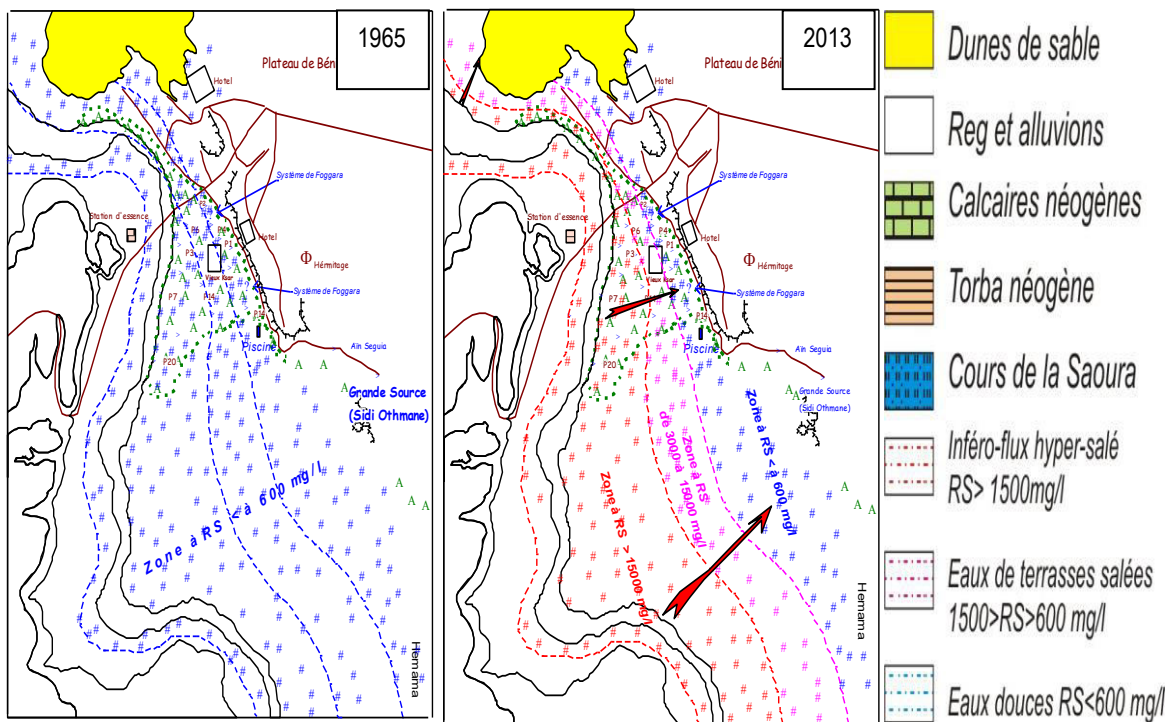 1965
Plateau de Béni
Hotel
Système de Foggara
Station d'essence
P2
P6
P4
P1
P3
Hotel
Φ Hérmitage
Vieux Ksar
Système de Foggara
P7
P14
P20
Piscine
Aïn Seguia
Grande Source
(Sidi Othmane)
Zone à RS < à 600 mg/l
Hemama
2013
Plateau de Béni
Hotel
Système de Foggara
Station d'essence
P2
P6
P4
P1
P3
Hotel
Φ Hérmitage
Vieux Ksar
Système de Foggara
P7
P14
P20
Piscine
Aïn Seguia
Grande Source
(Sidi Othmane)
Zone à RS < à 600 mg/l
Zone à RS
de 3000 à 15000 mg/l
Zone à RS > 15000 mg/l
Hemama
Dunes de sable
Reg et alluvions
Calcaires néogènes
Torba néogène
Cours de la Saoura
Inféro-flux hyper-salé
RS> 1500mg/l
Eaux de terrasses salées
1500>RS>600 mg/l
Eaux douces RS<600 mg/l